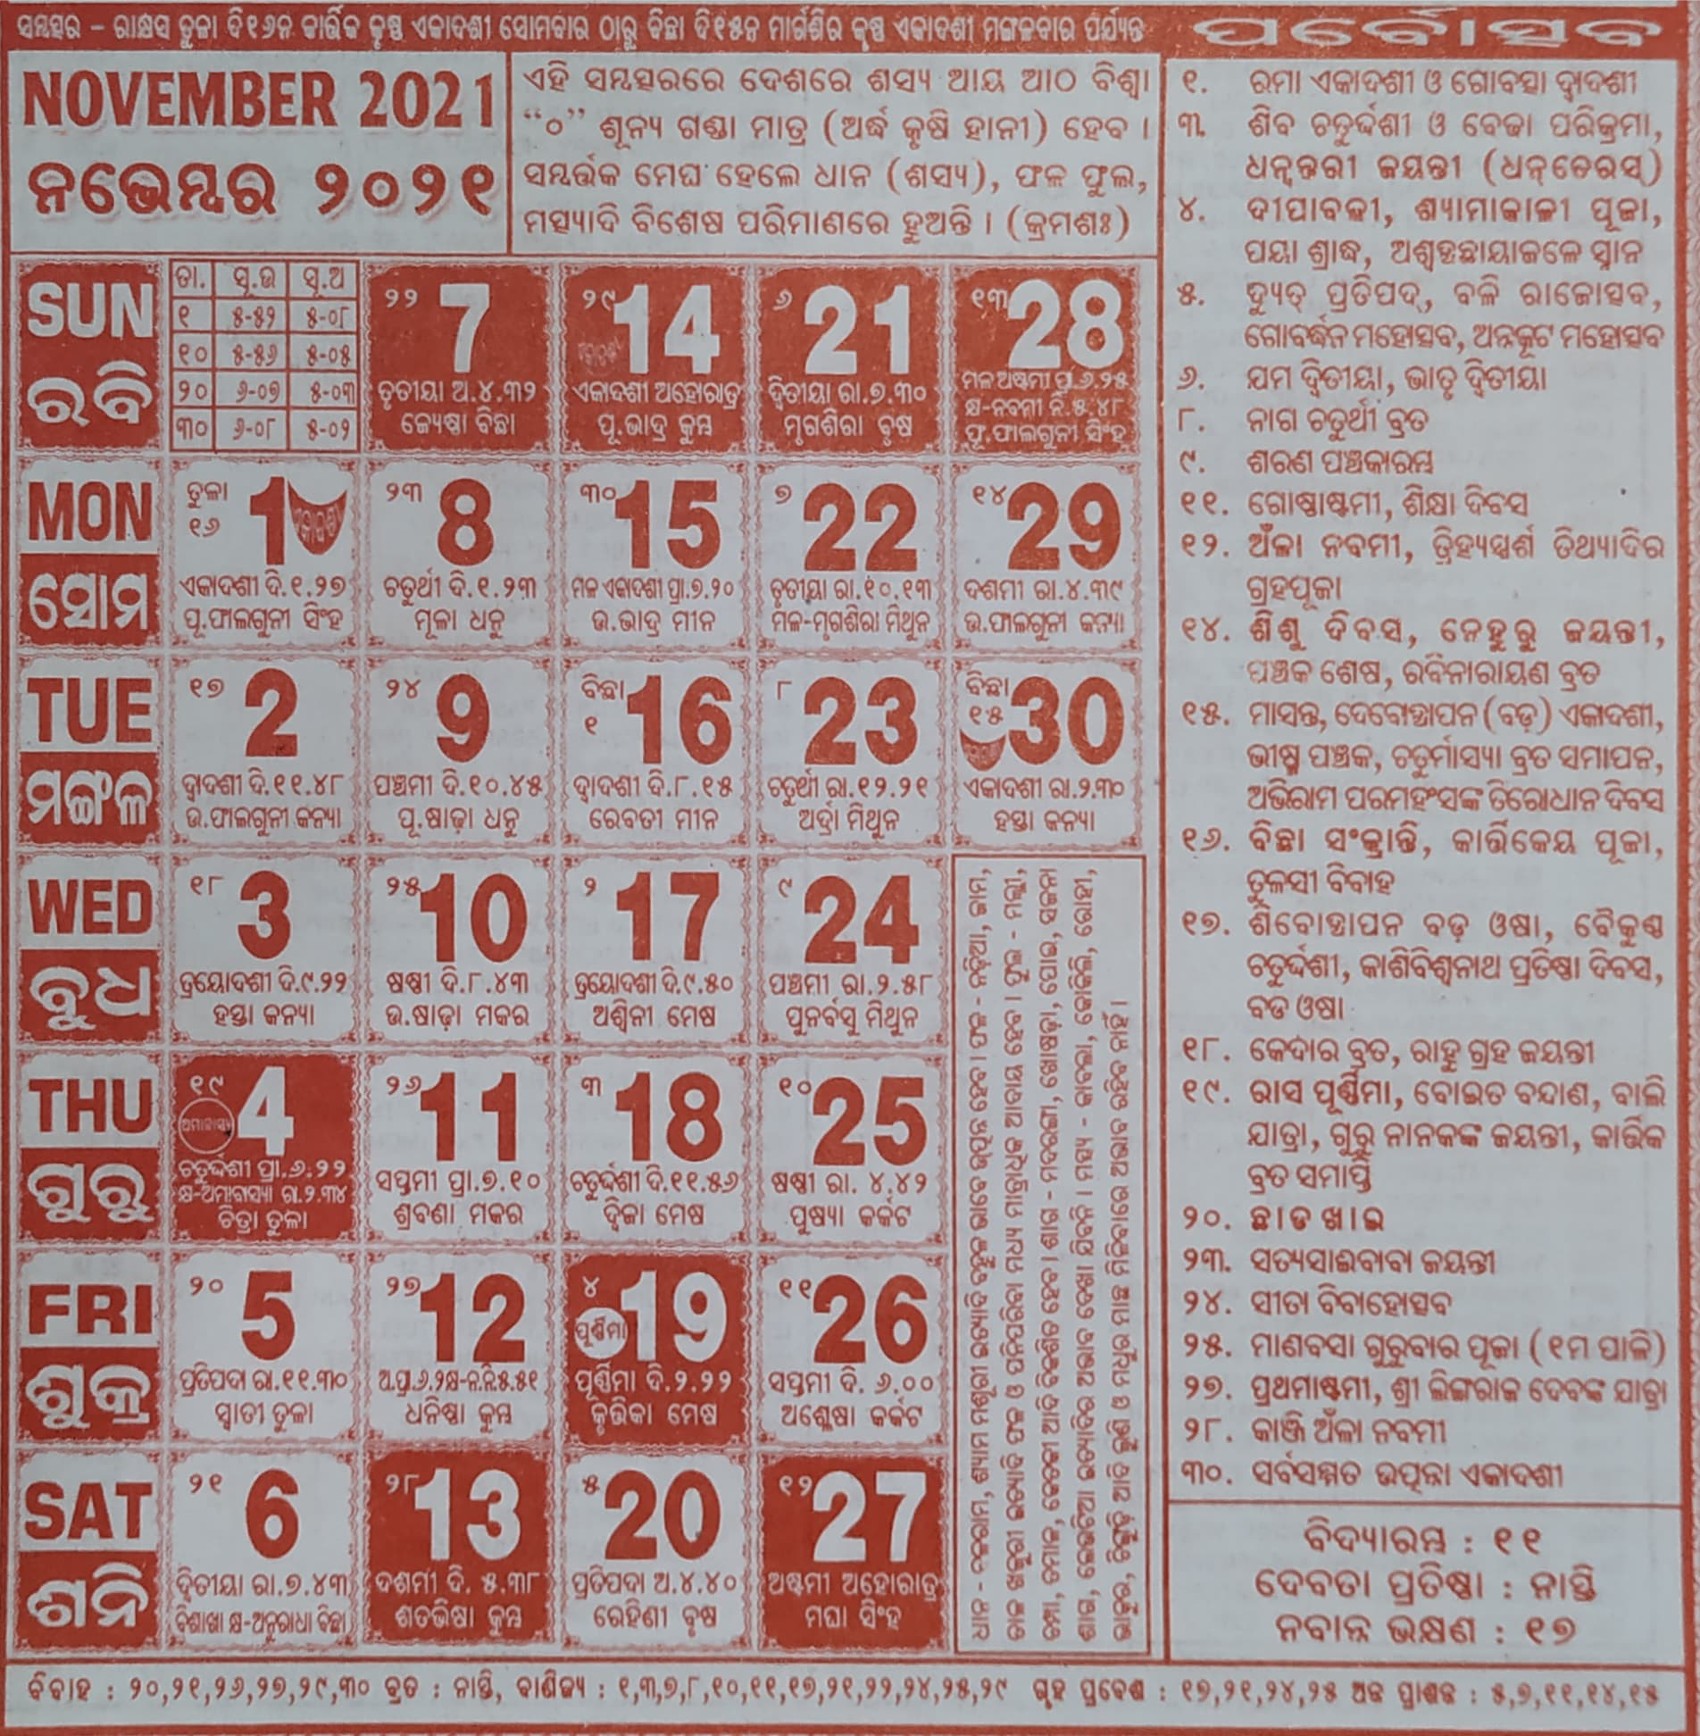 ସମ୍ବତ୍ସର – ରାକ୍ଷସ ତୁଳା ଦି୧୬ନ କାର୍ତ୍ତିକ କୃଷ୍ଣ ଏକାଦଶୀ ସୋମବାର ଠାରୁ ବିଛା ଦି୧୫ନ ମାର୍ଗଶିର କୃଷ୍ଣ ଏକାଦଶୀ ମଙ୍ଗଳବାର ପର୍ଯ୍ୟନ୍ତ
ପର୍ବୋତ୍ସବ
NOVEMBER 2021
ନଭେମ୍ବର ୨୦୨୧
ଏହି ସମ୍ବତ୍ସରରେ ଦେଶରେ ଶସ୍ୟ ଆୟ ଆଠ ବିଶ୍ୱା
“୦” ଶୂନ୍ୟ ଗଣ୍ଡା ମାତ୍ର (ଅର୍ଦ୍ଧ କୃଷି ହାନୀ) ହେବ ।
ସମ୍ବର୍ତ୍ତକ ମେଘ ହେଲେ ଧାନ (ଶସ୍ୟ), ଫଳ ଫୁଲ,
ମତ୍ସ୍ୟାଦି ବିଶେଷ ପରିମାଣରେ ହୁଅନ୍ତି । (କ୍ରମଶଃ)
SUN
ରବି
ତା. ସୂ.ଉ ସୂ.ଅ
୧ ୫-୫୨ ୫-୦୮
୧୦ ୫-୫୬ ୫-୦୫
୨୦ ୬-୦୭ ୫-୦୩
୩୦ ୬-୦୮ ୫-୦୨
୨୨ 7
ତୃତୀୟା ଅ.୪.୩୨
ଜ୍ୟେଷ୍ଠା ବିଛା
୨୯ 14
ଏକାଦଶୀ ଅହୋରାତ୍ର
ପୂ.ଭାଦ୍ର କୁମ୍ଭ
୬ 21
ଦ୍ୱିତୀୟା ରା.୭.୩୦
ମୃଗଶିରା ବୃଷ
୧୩ 28
ମଳ ଅଷ୍ଟମୀ ପ୍ରା.୬.୨୫
କ୍ଷ-ନବମୀ ନି.୫.୪୮
ଫୁ.ଫାଲଗୁନୀ ସିଂହ
MON
ସୋମ
ତୁଳା
୧୬ 1 ଏକାଦଶୀ
ଏକାଦଶୀ ଦି.୧.୨୭
ପୂ.ଫାଲଗୁନୀ ସିଂହ
୨୩ 8
ଚତୁର୍ଥୀ ଦି.୧.୨୩
ମୂଳା ଧନୁ
୩୦ 15
ମଳ ଏକାଦଶୀ ପ୍ରା.୭.୨୦
ଉ.ଭାଦ୍ର ମୀନ
୭ 22
ତୃତୀୟା ରା.୧୦.୧୩
ମଳ-ମୃଗଶିରା ମିଥୁନ
୧୪ 29
ଦଶମୀ ରା.୪.୩୯
ଉ.ଫାଲଗୁନୀ କନ୍ୟା
TUE
ମଙ୍ଗଳ
୧୭ 2
ଦ୍ୱାଦଶୀ ଦି.୧୧.୪୮
ଉ.ଫାଲଗୁନୀ କନ୍ୟା
୨୪ 9
ପଞ୍ଚମୀ ଦି.୧୦.୪୫
ପୂ.ଷାଢ଼ା ଧନୁ
ବିଛା
୧ 16
ଦ୍ୱାଦଶୀ ଦି.୮.୧୫
ରେବତୀ ମୀନ
୮ 23
ଚତୁର୍ଥୀ ରା.୧୨.୨୧
ଅର୍ଦ୍ରା ମିଥୁନ
ବିଛା
୧୫ 30
ଏକାଦଶୀ ରା.୨.୩୦
ହସ୍ତା କନ୍ୟା
WED
ବୁଧ
୧୮ 3
ତ୍ରୟୋଦଶୀ ଦି.୯.୨୨
ହସ୍ତା କନ୍ୟା
୨୫ 10
ଷଷ୍ଠୀ ଦି.୮.୪୩
ଉ.ଷାଢ଼ା ମକର
୨ 17
ତ୍ରୟୋଦଶୀ ଦି.୯.୫୦
ଅଶ୍ୱିନୀ ମେଷ
୯ 24
ପଞ୍ଚମୀ ରା.୨.୫୮
ପୁନର୍ବସୁ ମିଥୁନ
THU
ଗୁରୁ
୧୯ 4
ଅମାବାସ୍ୟା
ଚତୁର୍ଦ୍ଦଶୀ ପ୍ରା.୬.୨୨
କ୍ଷ-ଅମାବାସ୍ୟା ରା.୨.୩୪
ଚିତ୍ରା ତୁଳା
୨୬ 11
ସପ୍ତମୀ ପ୍ରା.୭.୧୦
ଶ୍ରବଣା ମକର
୩ 18
ଚତୁର୍ଦ୍ଦଶୀ ଦି.୧୧.୫୬
ଦ୍ୱିଜା ମେଷ
୧୦ 25
ଷଷ୍ଠୀ ରା. ୪.୪୨
ପୁଷ୍ୟା କର୍କଟ
FRI
ଶୁକ୍ର
୨୦ 5
ପ୍ରତିପଦା ରା.୧୧.୩୦
ସ୍ୱାତୀ ତୁଳା
୨୭ 12
ଅ.ପ୍ରା.୬.୨କ୍ଷ-ନ.ନି.୫.୫୧
ଧନିଷ୍ଠା କୁମ୍ଭ
୪ 19
ପୂର୍ଣ୍ଣିମା
ପୂର୍ଣ୍ଣିମା ଦି.୨.୨୨
କୃତ୍ତିକା ମେଷ
୧୧ 26
ସପ୍ତମୀ ଦି. ୬.୦୦
ଅଶ୍ଳେଷା କର୍କଟ
SAT
ଶନି
୨୧ 6
ଦ୍ୱିତୀୟା ରା.୭.୪୩
ବିଶାଖା କ୍ଷ-ଅନୁରାଧା ବିଛା
୨୮ 13
ଦଶମୀ ଦି. ୫.୩୮
ଶତଭିଷା କୁମ୍ଭ
୫ 20
ପ୍ରତିପଦା ଅ.୪.୪୦
ରେହିଣୀ ବୃଷ
୧୨ 27
ଅଷ୍ଟମୀ ଅହୋରାତ୍ର
ମଘା ସିଂହ
୧. ରମା ଏକାଦଶୀ ଓ ଗୋବତ୍ସା ଦ୍ୱାଦଶୀ
୩. ଶିବ ଚତୁର୍ଦ୍ଦଶୀ ଓ ବେଢା ପରିକ୍ରମା,
ଧନ୍ୱନ୍ତରୀ ଜୟନ୍ତୀ (ଧନ୍‌ତେରସ୍)
୪. ଦୀପାବଳୀ, ଶ୍ୟାମାକାଳୀ ପୂଜା,
ପୟା ଶ୍ରାଦ୍ଧ, ଅଶ୍ୱତ୍ଥଛାୟାଜଳେ ସ୍ନାନ
୫. ଦ୍ୟୁତ୍ ପ୍ରତିପଦ୍, ବଳି ରାଜୋତ୍ସବ,
ଗୋବର୍ଦ୍ଧନ ମହୋତ୍ସବ, ଅନ୍ନକୂଟ ମହୋତ୍ସବ
୬. ଯମ ଦ୍ୱିତୀୟା, ଭାତୃ ଦ୍ୱିତୀୟା
୮. ନାଗ ଚତୁର୍ଥୀ ବ୍ରତ
୯. ଶରଣ ପଞ୍ଚକାରମ୍ଭ
୧୧. ଗୋଷ୍ଠାଷ୍ଟମୀ, ଶିକ୍ଷା ଦିବସ
୧୨. ଅଁଳା ନବମୀ, ତ୍ରିହ୍ୟସ୍ପର୍ଶ ତିଥ୍ୟାଦିର
ଗ୍ରହପୂଜା
୧୪. ଶିଶୁ ଦିବସ, ନେହୁରୁ ଜୟନ୍ତୀ,
ପଞ୍ଚକ ଶେଷ, ରବିନାରାୟଣ ବ୍ରତ
୧୫. ମାସନ୍ତ, ଦେବୋତ୍ଥାପନ (ବଡ଼) ଏକାଦଶୀ,
ଭୀଷ୍ମ ପଞ୍ଚକ, ଚତୁର୍ମାସ୍ୟା ବ୍ରତ ସମାପନ,
ଅଭିରାମ ପରମହଂସଙ୍କ ତିରୋଧାନ ଦିବସ
୧୬. ବିଛା ସଂକ୍ରାନ୍ତି, କାର୍ତ୍ତିକେୟ ପୂଜା,
ତୁଳସୀ ବିବାହ
୧୭. ଶିବୋତ୍ଥାପନ ବଡ଼ ଓଷା, ବୈକୁଣ୍ଠ
ଚତୁର୍ଦ୍ଦଶୀ, କାଶିବିଶ୍ୱନାଥ ପ୍ରତିଷ୍ଠା ଦିବସ,
ବଡ ଓଷା
୧୮. କେଦାର ବ୍ରତ, ରାହୁ ଗ୍ରହ ଜୟନ୍ତୀ
୧୯. ରାସ ପୂର୍ଣ୍ଣିମା, ବୋଇତ ବନ୍ଦାଣ, ବାଲି
ଯାତ୍ରା, ଗୁରୁ ନାନକଙ୍କ ଜୟନ୍ତୀ, କାର୍ତ୍ତିକ
ବ୍ରତ ସମାପ୍ତି
୨୦. ଛାଡ ଖାଇ
୨୩. ସତ୍ୟସାଇବାବା ଜୟନ୍ତୀ
୨୪. ସୀତା ବିବାହୋତ୍ସବ
୨୫. ମାଣବସା ଗୁରୁବାର ପୂଜା (୧ମ ପାଳି)
୨୭. ପ୍ରଥମାଷ୍ଟମୀ, ଶ୍ରୀ ଲିଙ୍ଗରାଜ ଦେବଙ୍କ ଯାତ୍ରା
୨୮. କାଞ୍ଜି ଅଁଳା ନବମୀ
୩୦. ସର୍ବସମ୍ମତ ଉତ୍ପନ୍ନା ଏକାଦଶୀ
ବିଦ୍ୟାରମ୍ଭ : ୧୧
ଦେବତା ପ୍ରତିଷ୍ଠା : ନାସ୍ତି
ନବାନ୍ନ ଭକ୍ଷଣ : ୧୭
ବିବାହ : ୨୦,୨୧,୨୬,୨୭,୨୯,୩୦ ବ୍ରତ : ନାସ୍ତି, ବାଣିଜ୍ୟ : ୧,୩,୭,୮,୧୦,୧୧,୧୭,୨୧,୨୨,୨୪,୨୫,୨୯ ଗୃହ ପ୍ରବେଶ : ୧୭,୨୧,୨୪,୨୫ ଅନ୍ନ ପ୍ରାଶନ : ୫,୭,୧୧,୧୪,୧୫